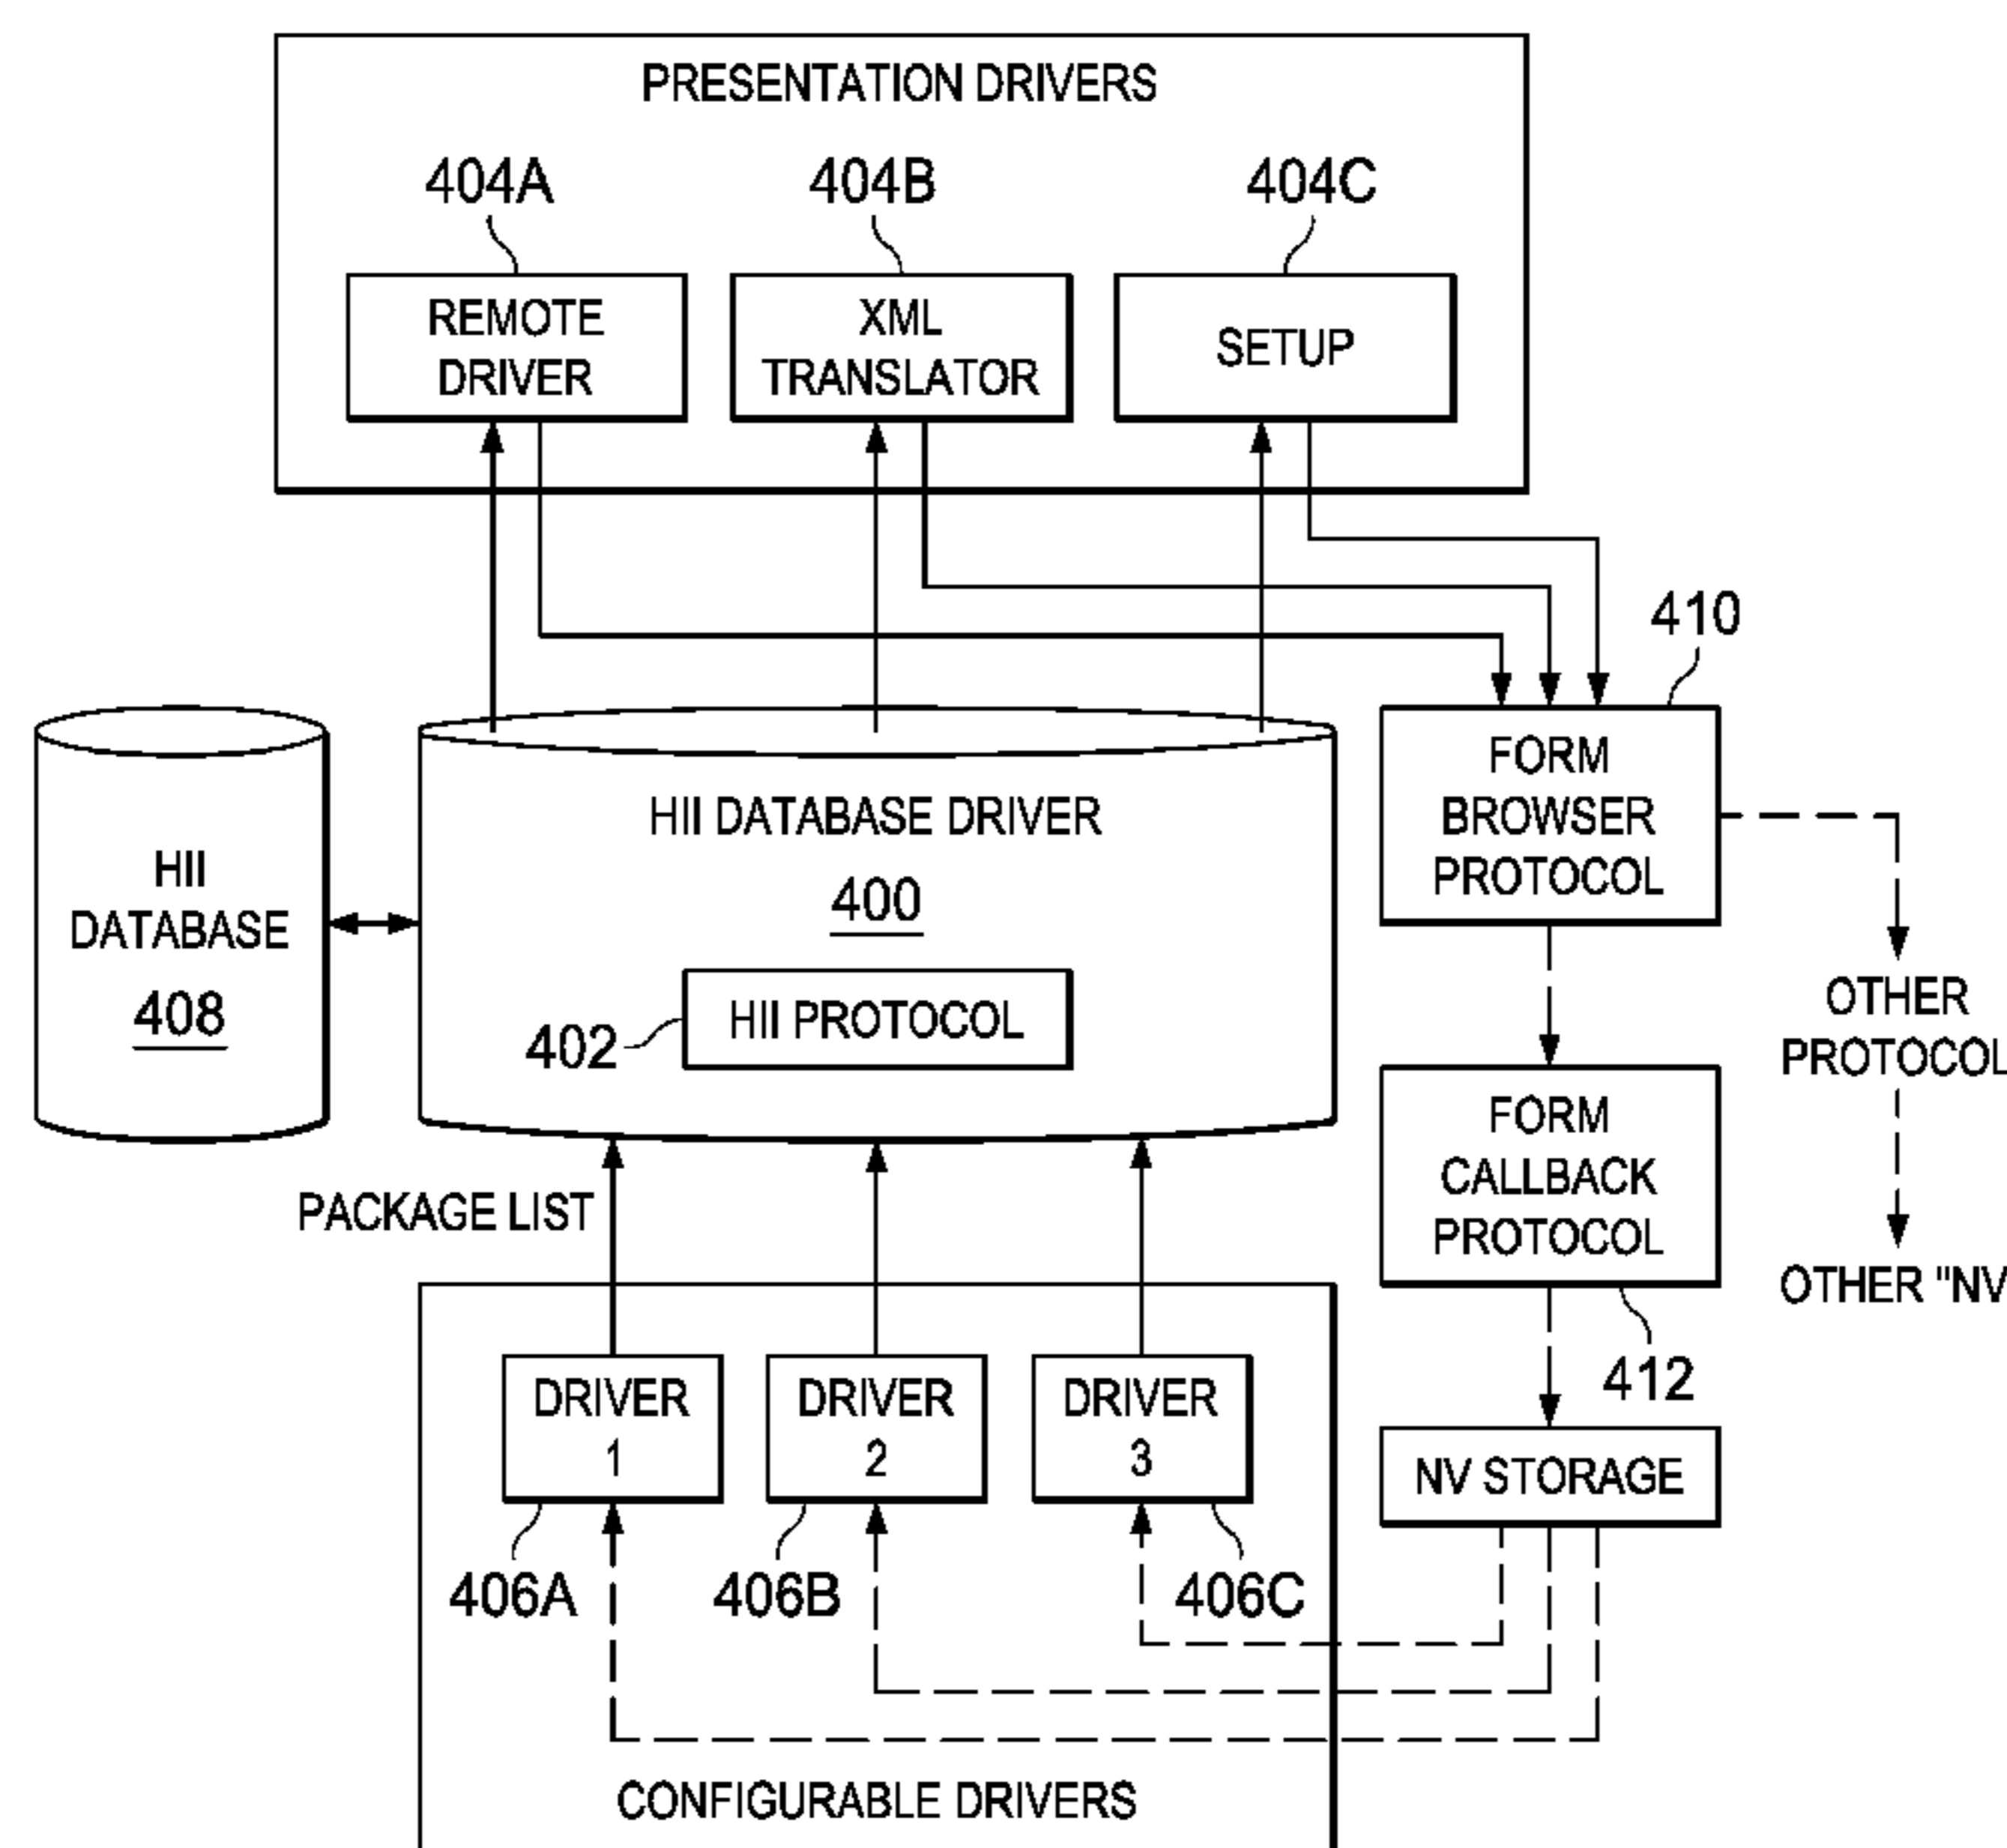 PRESENTATION DRIVERS
404A
404B
404C
REMOTE
DRIVER
XML
TRANSLATOR
SETUP
410
FORM
BROWSER
PROTOCOL
HII
DATABASE
408
HII DATABASE DRIVER
400
402
HII PROTOCOL
OTHER
PROTOCOL
FORM
CALLBACK
PROTOCOL
412
OTHER "NV
PACKAGE LIST
DRIVER
1
DRIVER
2
DRIVER
3
NV STORAGE
406A
406B
406C
CONFIGURABLE DRIVERS